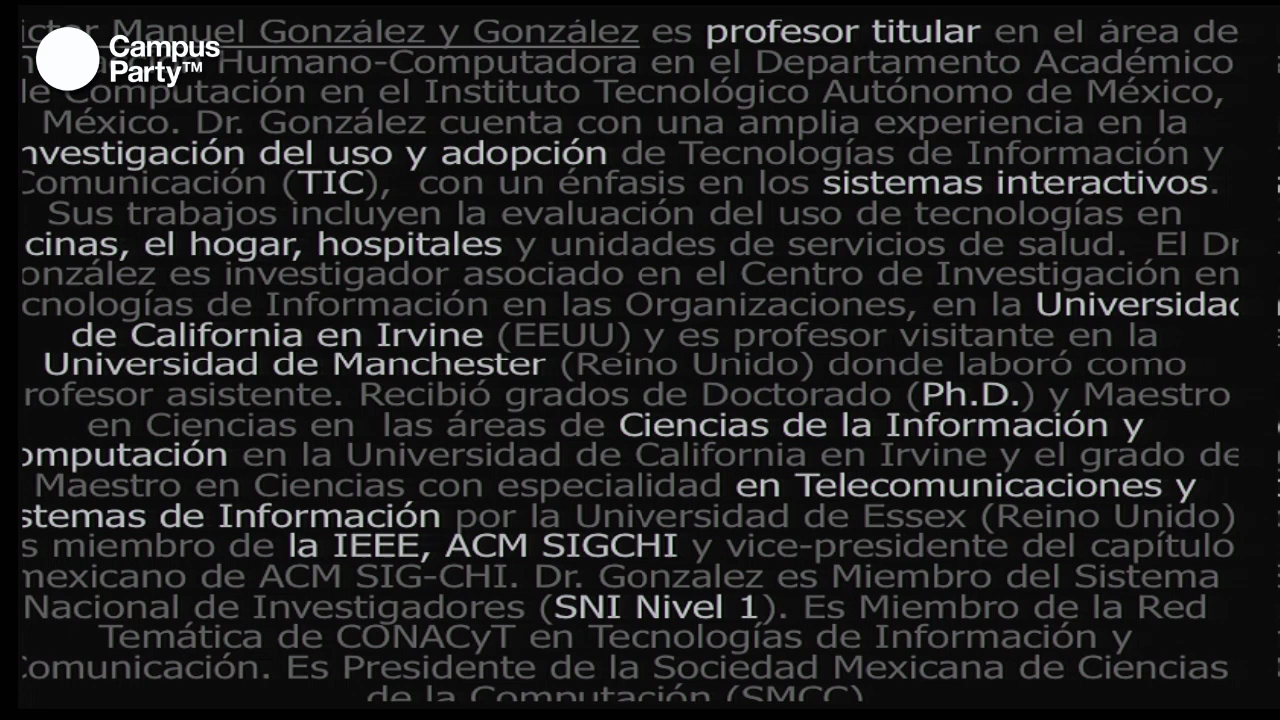 Campus
Party™
Manuel González y González es profesor titular en el área de
Humano-Computadora en el Departamento Académico
de Computación en el Instituto Tecnológico Autónomo de México,
México. Dr. González cuenta con una amplia experiencia en la
nvestigación del uso y adopción de Tecnologías de Información y
Comunicación (TIC), con un énfasis en los sistemas interactivos.
Sus trabajos incluyen la evaluación del uso de tecnologías en
cinas, el hogar, hospitales y unidades de servicios de salud. El Dr
onzález es investigador asociado en el Centro de Investigación en
cnologías de Información en las Organizaciones, en la Universidad
de California en Irvine (EEUU) y es profesor visitante en la
Universidad de Manchester (Reino Unido) donde laboró como
rofesor asistente. Recibió grados de Doctorado (Ph.D.) y Maestro
en Ciencias en las áreas de Ciencias de la Información y
omputación en la Universidad de California en Irvine y el grado de
Maestro en Ciencias con especialidad en Telecomunicaciones y
stemas de Información por la Universidad de Essex (Reino Unido)
s miembro de la IEEE, ACM SIGCHI y vice-presidente del capítulo
mexicano de ACM SIG-CHI. Dr. Gonzalez es Miembro del Sistema
Nacional de Investigadores (SNI Nivel 1). Es Miembro de la Red
Temática de CONACyT en Tecnologías de Información y
Comunicación. Es Presidente de la Sociedad Mexicana de Ciencias
de la Computación (SMCC)